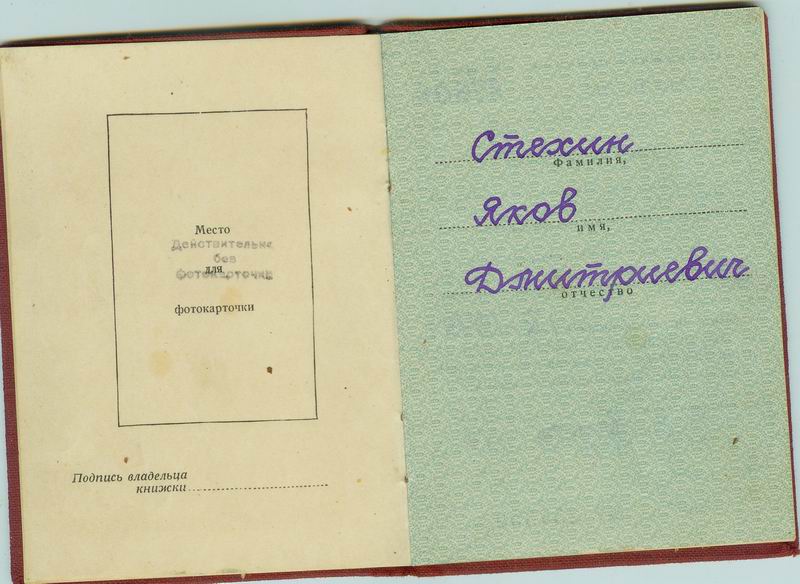 Место
Действительна
без
для
фотокарточки
фотокарточки
Подпись владельца
книжки
Стехин
Фамилия,
Яков
имя,
Дмитриевич
отчество